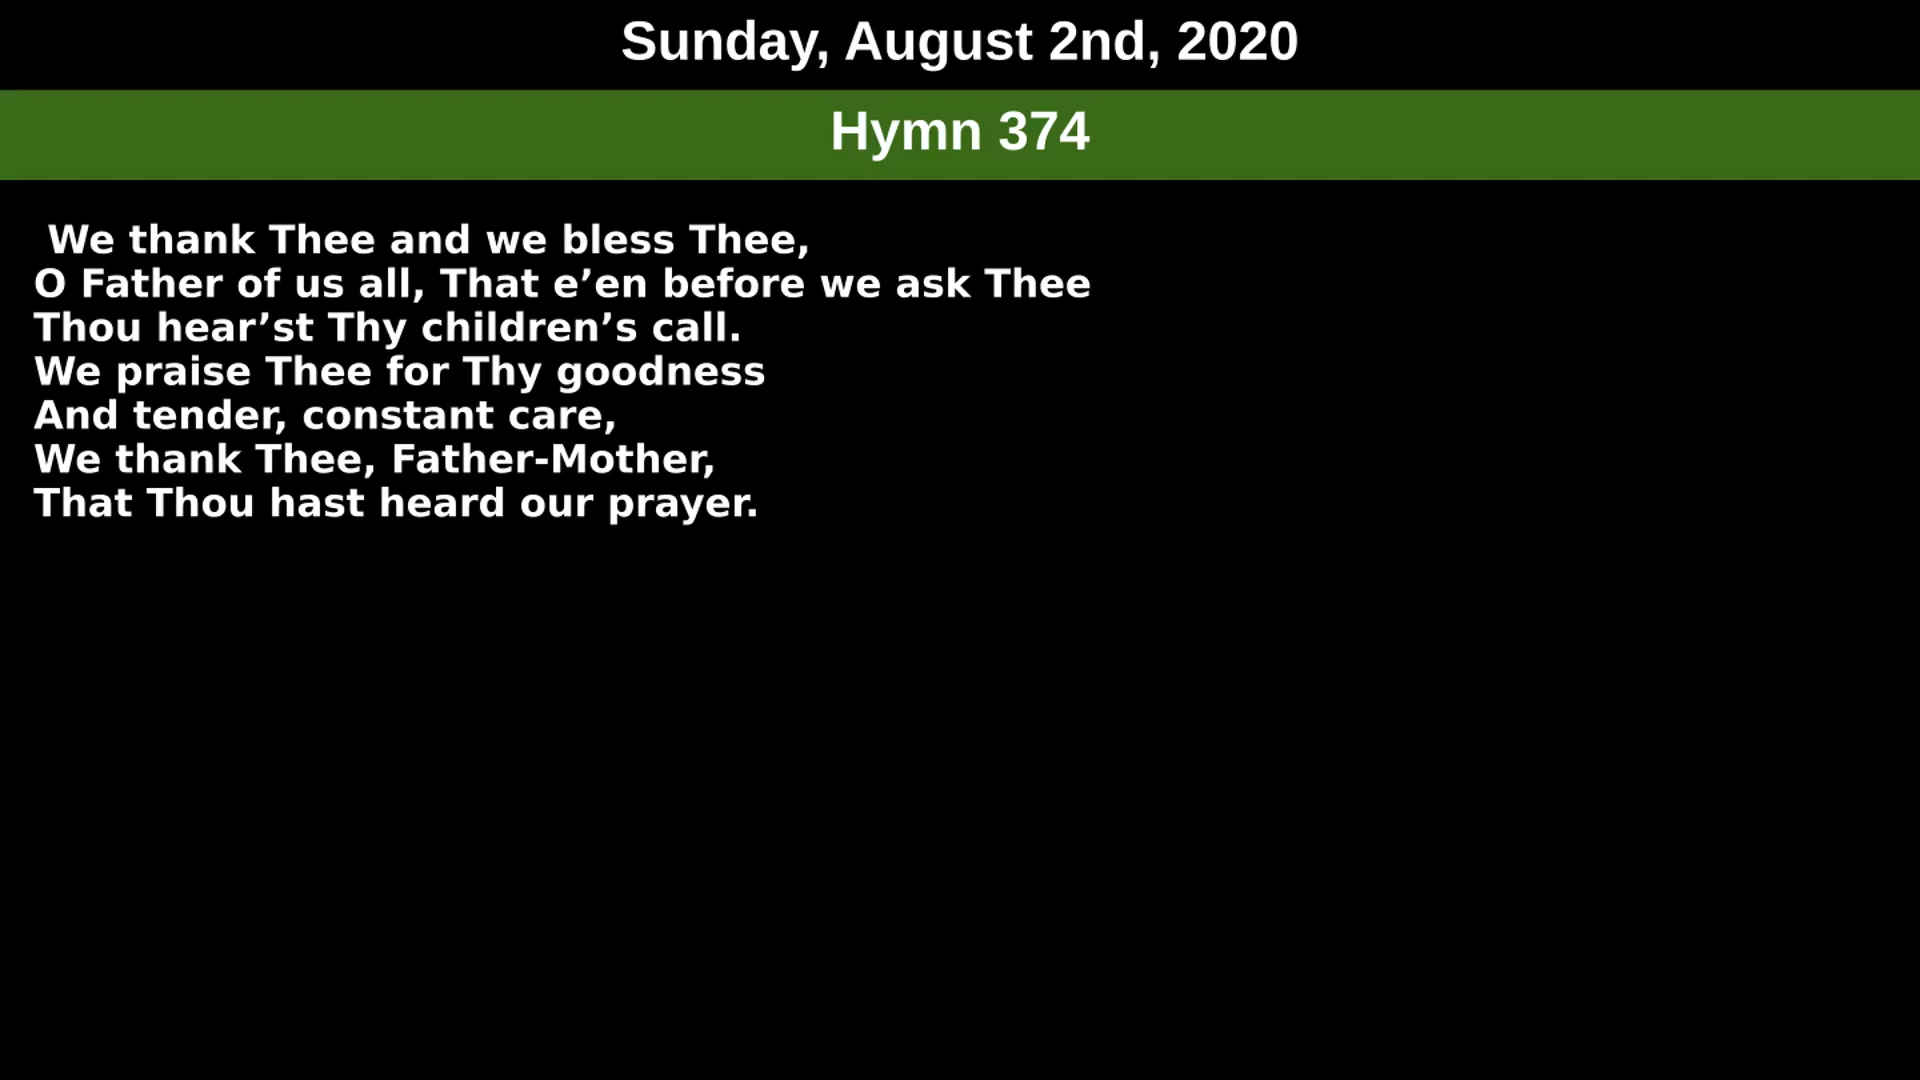 Sunday, August 2nd, 2020
Hymn 374
We thank Thee and we bless Thee,
O Father of us all, That e’en before we ask Thee
Thou hear’st Thy children’s call.
We praise Thee for Thy goodness
And tender, constant care,
We thank Thee, Father-Mother,
That Thou hast heard our prayer.